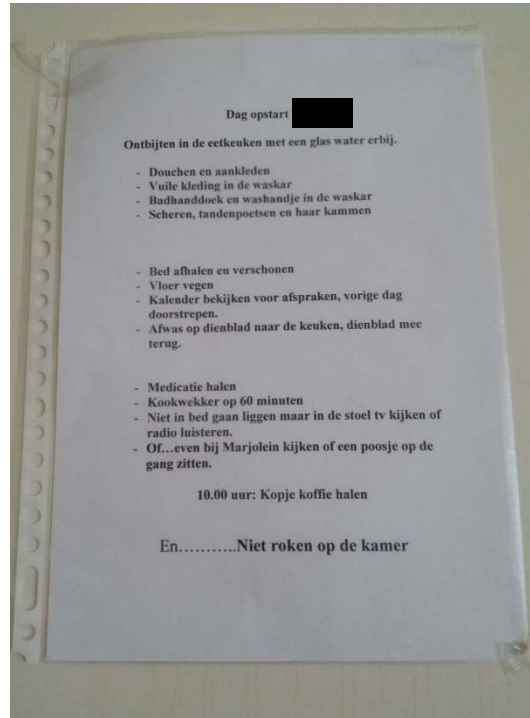 Dag opstart
Ontbijten in de eetkeuken met een glas water erbij.
- Douchen en aankleden
- Vuile kleding in de waskar
- Badhanddoek en washandje in de waskar
- Scheren, tandenpoetsen en haar kammen
- Bed afhalen en verschonen
- Vloer vegen
- Kalender bekijken voor afspraken, vorige dag
doorstrepen.
- Afwas op dienblad naar de keuken, dienblad mee
terug.
- Medicatie halen
- Kookwekker op 60 minuten
- Niet in bed gaan liggen maar in de stoel tv kijken of
radio luisteren.
- Of...even bij Marjolein kijken of een poosje op de
gang zitten.
10.00 uur: Kopje koffie halen
En...........Niet roken op de kamer